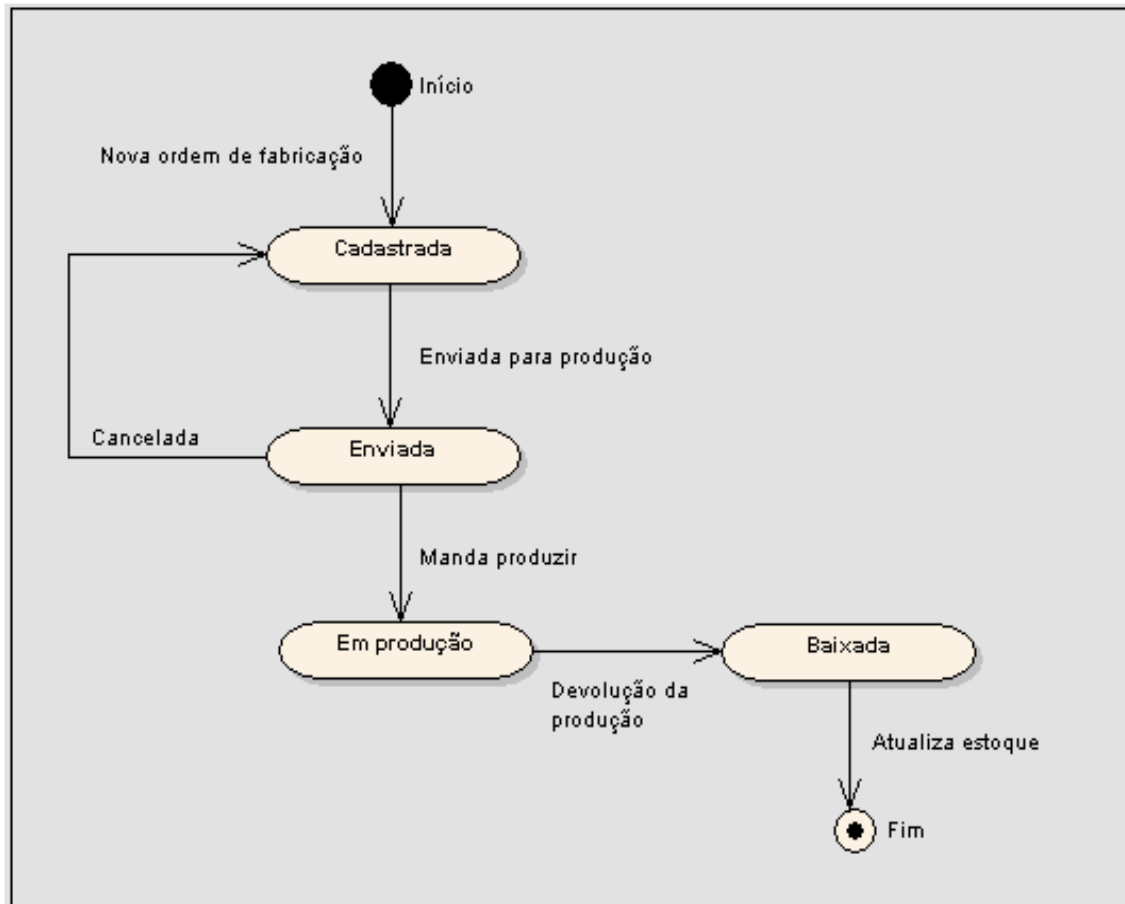 Início
Nova ordem de fabricação
Cadastrada
Enviada para produção
Cancelada
Enviada
Manda produzir
Em produção
Baixada
Devolução da
produção
Atualiza estoque
Fim